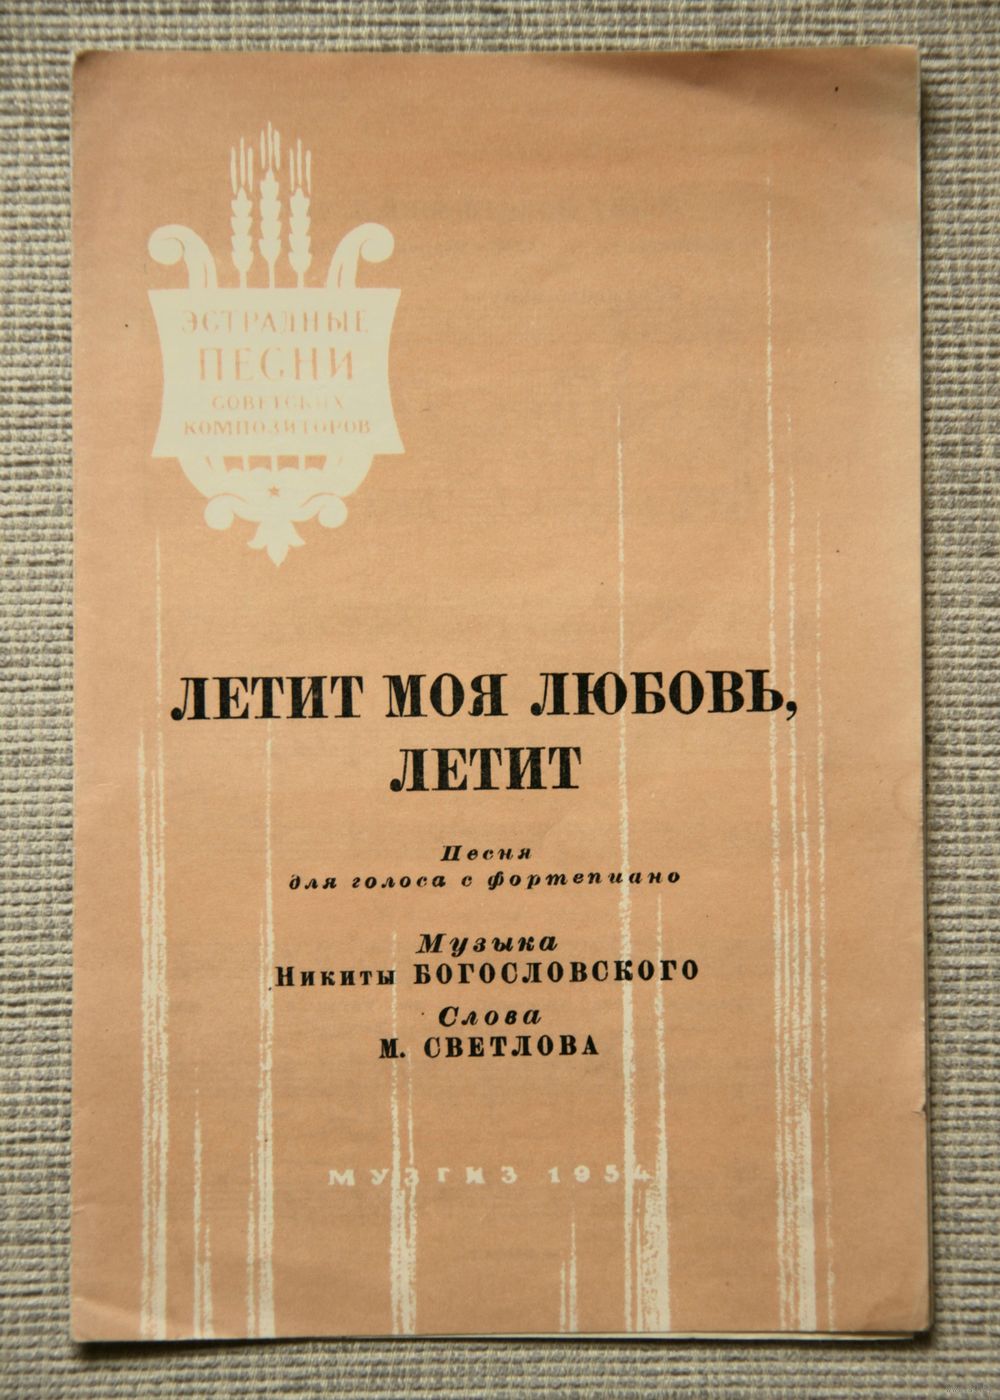 ЭСТРАДНЫЕ
ПЕСНИ
СОВЕТСКИХ
КОМПОЗИТОРОВ
ЛЕТИТ МОЯ ЛЮБОВЬ,
ЛЕТИТ
Песня
для голоса с фортепиано
Музыка
Никиты БОГОСЛОВСКОГО
Слова
М. СВЕТЛОВА
МУЗГИЗ 1954